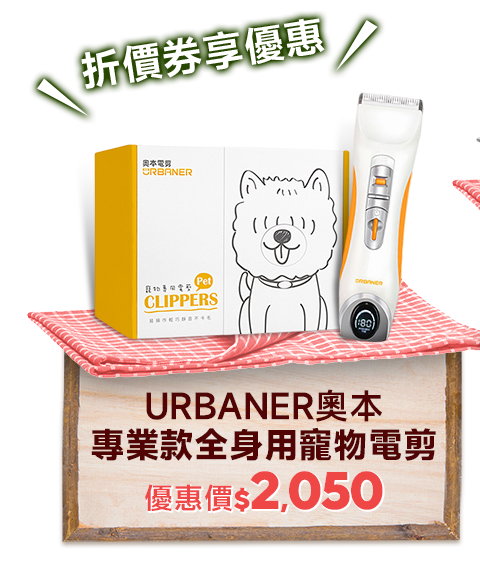 折價券享優惠
奧本電剪
URBANER
寵物專用電剪
Pet
CLIPPERS
URBANER
180
URBANER奧本
專業款全身用寵物電剪
優惠價$2,050